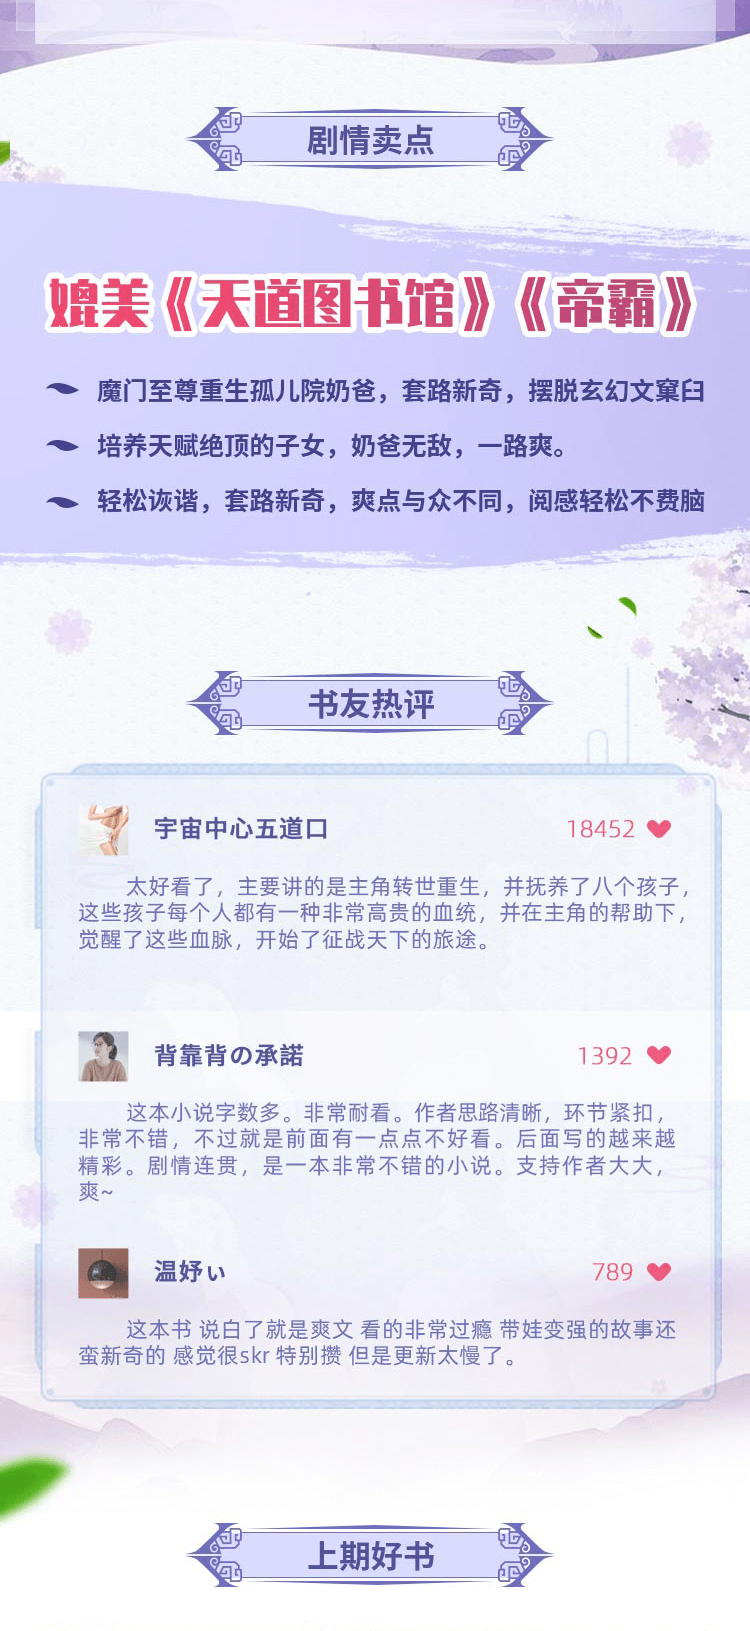 剧情卖点
媲美《天道图书馆》《帝霸》
魔门至尊重生孤儿院奶爸，套路新奇，摆脱玄幻文窠臼
培养天赋绝顶的子女，奶爸无敌，一路爽。
轻松诙谐，套路新奇，爽点与众不同，阅感轻松不费脑
书友热评
宇宙中心五道口 18452
太好看了，主要讲的是主角转世重生，并抚养了八个孩子，
这些孩子每个人都有一种非常高贵的血统，并在主角的帮助下，
觉醒了这些血脉，开始了征战天下的旅途。
背靠背の承諾 1392
这本小说字数多。非常耐看。作者思路清晰，环节紧扣，
非常不错，不过就是前面有一点点不好看。后面写的越来越
精彩。剧情连贯，是一本非常不错的小说。支持作者大大，
爽~
温妤ぃ 789
这本书 说白了就是爽文 看的非常过瘾 带娃变强的故事还
蛮新奇的 感觉很skr 特别攒 但是更新太慢了。
上期好书